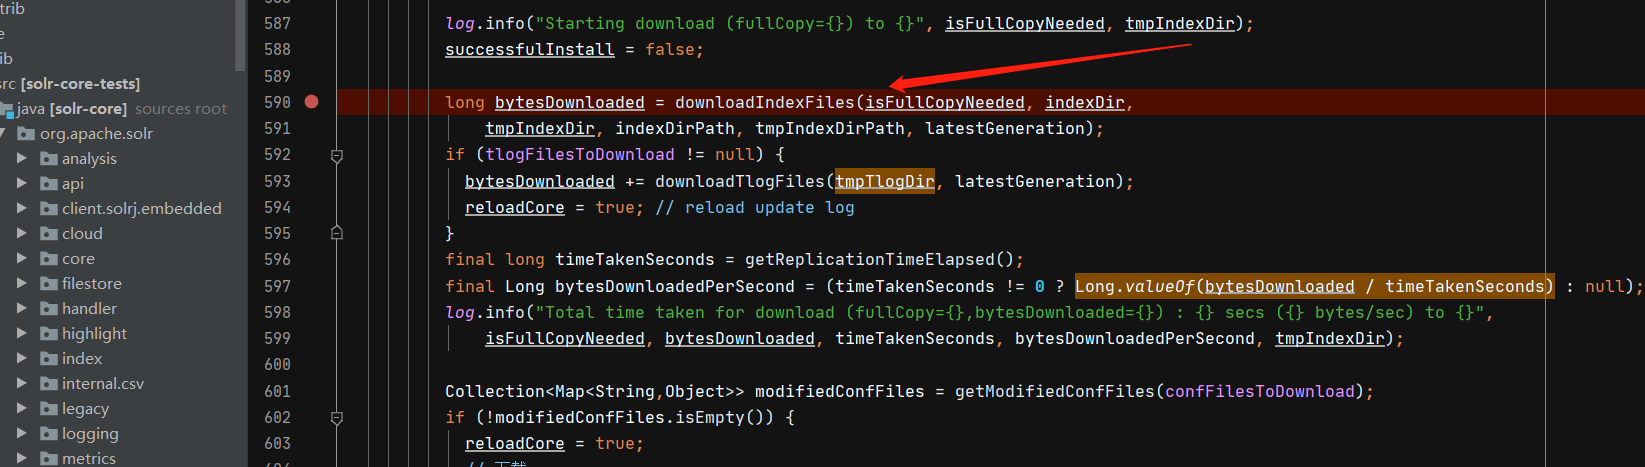 trib
e
ib
src [solr-core-tests]
java [solr-core] sources root
org.apache.solr
analysis
api
client.solrj.embedded
cloud
core
filestore
handler
highlight
index
internal.csv
legacy
logging
metrics
587 log.info("Starting download (fullCopy={}) to {}", isFullCopyNeeded, tmpIndexDir);
588 successfulInstall = false;
589
590 long bytesDownloaded = downloadIndexFiles(isFullCopyNeeded, indexDir,
591 tmpIndexDir, indexDirPath, tmpIndexDirPath, latestGeneration);
592 if (tlogFilesToDownload != null) {
593 bytesDownloaded += downloadTlogFiles(tmpTlogDir, latestGeneration);
594 reloadCore = true; // reload update log
595 }
596 final long timeTakenSeconds = getReplicationTimeElapsed();
597 final Long bytesDownloadedPerSecond = (timeTakenSeconds != 0 ? Long.valueOf(bytesDownloaded / timeTakenSeconds) : null);
598 log.info("Total time taken for download (fullCopy={},bytesDownloaded={}) : {} secs ({} bytes/sec) to {}",
599 isFullCopyNeeded, bytesDownloaded, timeTakenSeconds, bytesDownloadedPerSecond, tmpIndexDir);
600
601 Collection<Map<String,Object>> modifiedConfFiles = getModifiedConfFiles(confFilesToDownload);
602 if (!modifiedConfFiles.isEmpty()) {
603 reloadCore = true;